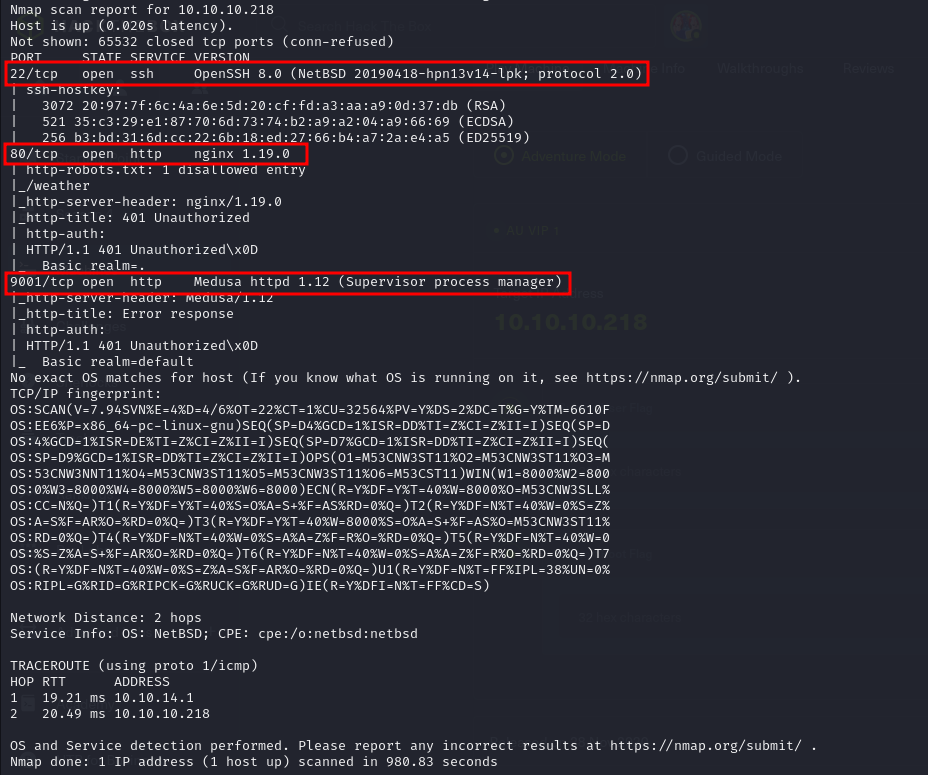 Nmap scan report for 10.10.10.218
Host is up (0.020s latency).
Not shown: 65532 closed tcp ports (conn-refused)
PORT     STATE SERVICE VERSION
22/tcp   open  ssh     OpenSSH 8.0 (NetBSD 20190418-hpn13v14-lpk; protocol 2.0)
| ssh-hostkey:
|   3072 20:97:7f:6c:4a:6e:5d:20:cf:fd:a3:aa:a9:0d:37:db (RSA)
|   521 35:c3:29:e1:87:70:6d:73:74:b2:a9:a2:04:a9:66:69 (ECDSA)
|_  256 b3:bd:31:6d:cc:22:6b:18:ed:27:66:b4:a7:2a:e4:a5 (ED25519)
80/tcp   open  http    nginx 1.19.0
| http-robots.txt: 1 disallowed entry
|_/weather
|_http-server-header: nginx/1.19.0
|_http-title: 401 Unauthorized
| http-auth:
| HTTP/1.1 401 Unauthorized\x0D
|_  Basic realm=.
9001/tcp open  http    Medusa httpd 1.12 (Supervisor process manager)
|_http-server-header: Medusa/1.12
|_http-title: Error response
| http-auth:
| HTTP/1.1 401 Unauthorized\x0D
|_  Basic realm=default
No exact OS matches for host (If you know what OS is running on it, see https://nmap.org/submit/ ).
TCP/IP fingerprint:
OS:SCAN(V=7.94SVN%E=4%D=4/6%OT=22%CT=1%CU=32564%PV=Y%DS=2%DC=T%G=Y%TM=6610F
OS:EE6%P=x86_64-pc-linux-gnu)SEQ(SP=D4%GCD=1%ISR=DD%TI=Z%CI=Z%II=I)SEQ(SP=D
OS:4%GCD=1%ISR=DE%TI=Z%CI=Z%II=I)SEQ(SP=D7%GCD=1%ISR=DD%TI=Z%CI=Z%II=I)SEQ(
OS:SP=D9%GCD=1%ISR=DD%TI=Z%CI=Z%II=I)OPS(O1=M53CNW3ST11%O2=M53CNW3ST11%O3=M
OS:53CNW3NNT11%O4=M53CNW3ST11%O5=M53CNW3ST11%O6=M53CST11)WIN(W1=8000%W2=800
OS:0%W3=8000%W4=8000%W5=8000%W6=8000)ECN(R=Y%DF=Y%T=40%W=8000%O=M53CNW3SLL%
OS:CC=N%Q=)T1(R=Y%DF=Y%T=40%S=O%A=S+%F=AS%RD=0%Q=)T2(R=Y%DF=N%T=40%W=0%S=Z%
OS:A=S%F=AR%O=%RD=0%Q=)T3(R=Y%DF=Y%T=40%W=8000%S=O%A=S+%F=AS%O=M53CNW3ST11%
OS:RD=0%Q=)T4(R=Y%DF=N%T=40%W=0%S=A%A=Z%F=R%O=%RD=0%Q=)T5(R=Y%DF=N%T=40%W=0
OS:%S=Z%A=S+%F=AR%O=%RD=0%Q=)T6(R=Y%DF=N%T=40%W=0%S=A%A=Z%F=R%O=%RD=0%Q=)T7
OS:(R=Y%DF=N%T=40%W=0%S=Z%A=S%F=AR%O=%RD=0%Q=)U1(R=Y%DF=N%T=FF%IPL=38%UN=0%
OS:RIPL=G%RID=G%RIPCK=G%RUCK=G%RUD=G)IE(R=Y%DFI=N%T=FF%CD=S)
Network Distance: 2 hops
Service Info: OS: NetBSD; CPE: cpe:/o:netbsd:netbsd
TRACEROUTE (using proto 1/icmp)
HOP RTT      ADDRESS
1   19.21 ms 10.10.14.1
2   20.49 ms 10.10.10.218
OS and Service detection performed. Please report any incorrect results at https://nmap.org/submit/ .
Nmap done: 1 IP address (1 host up) scanned in 980.83 seconds
Info
Walkthroughs
Reviews
Adventure Mode
Guided Mode
AU VIP 1
10.10.10.218